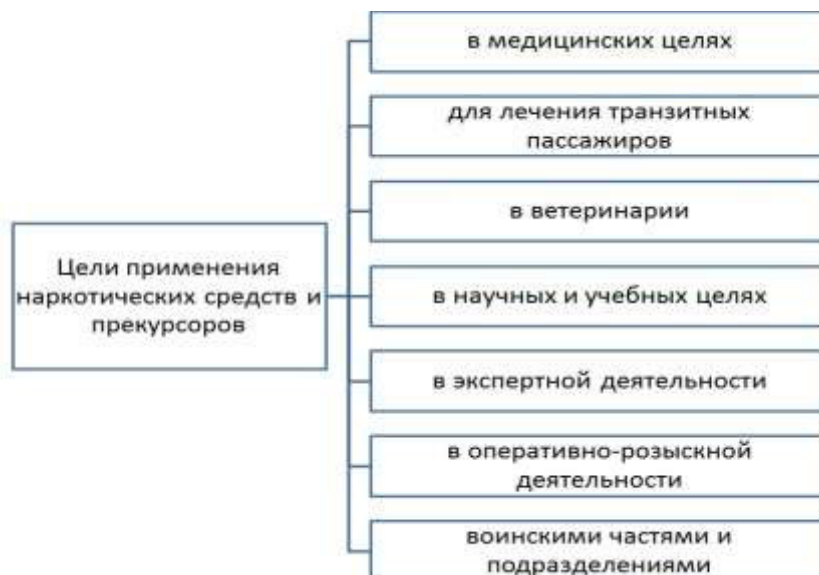 в медицинских целях
для лечения транзитных
пассажиров
в ветеринарии
Цели применения
наркотических средств и
прекурсоров
в научных и учебных целях
в экспертной деятельности
в оперативно-розыскной
деятельности
воинскими частями и
подразделениями